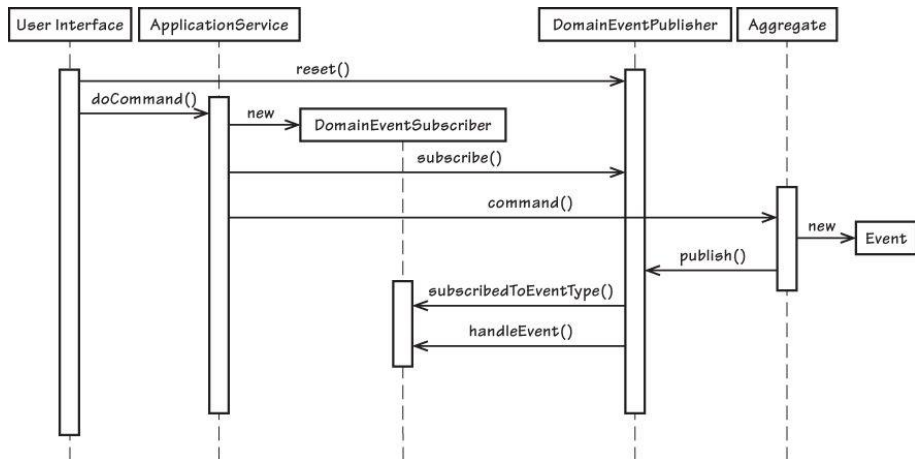 User Interface
ApplicationService
DomainEventPublisher
Aggregate
reset()
doCommand()
new
DomainEventSubscriber
subscribe()
command()
new
Event
publish()
subscribedToEventType()
handleEvent()